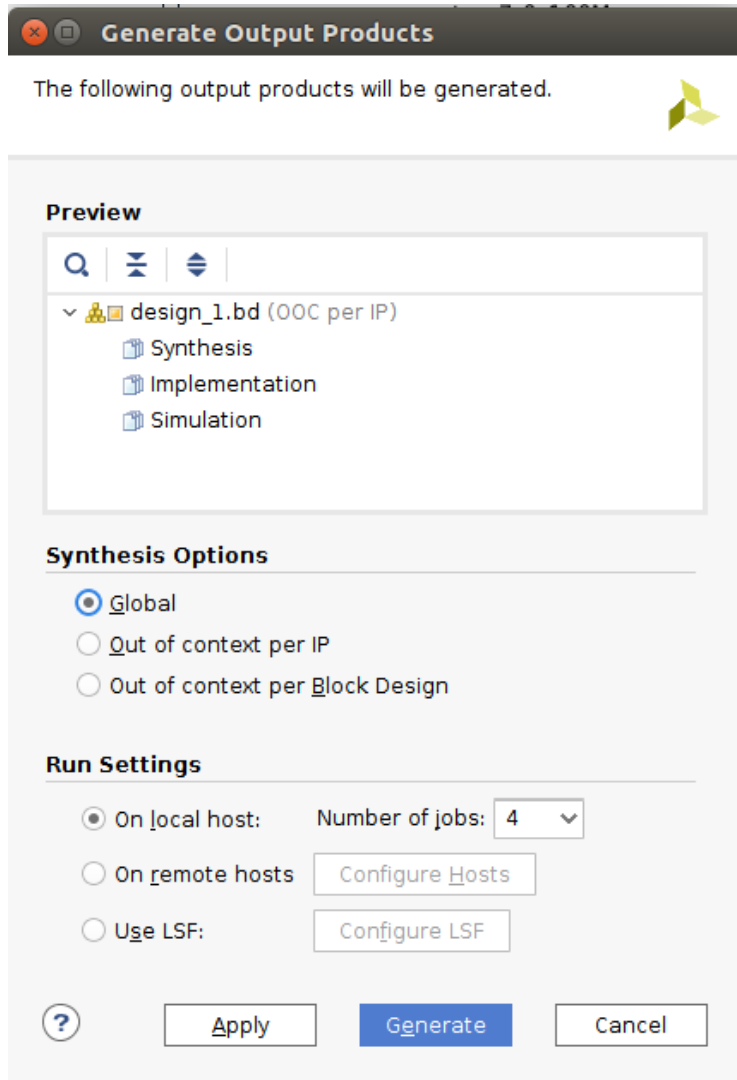 Generate Output Products
The following output products will be generated.
Preview
design_1.bd (OOC per IP)
Synthesis
Implementation
Simulation
Synthesis Options
Global
Out of context per IP
Out of context per Block Design
Run Settings
On local host: Number of jobs: 4
On remote hosts Configure Hosts
Use LSF: Configure LSF
? Apply Generate Cancel